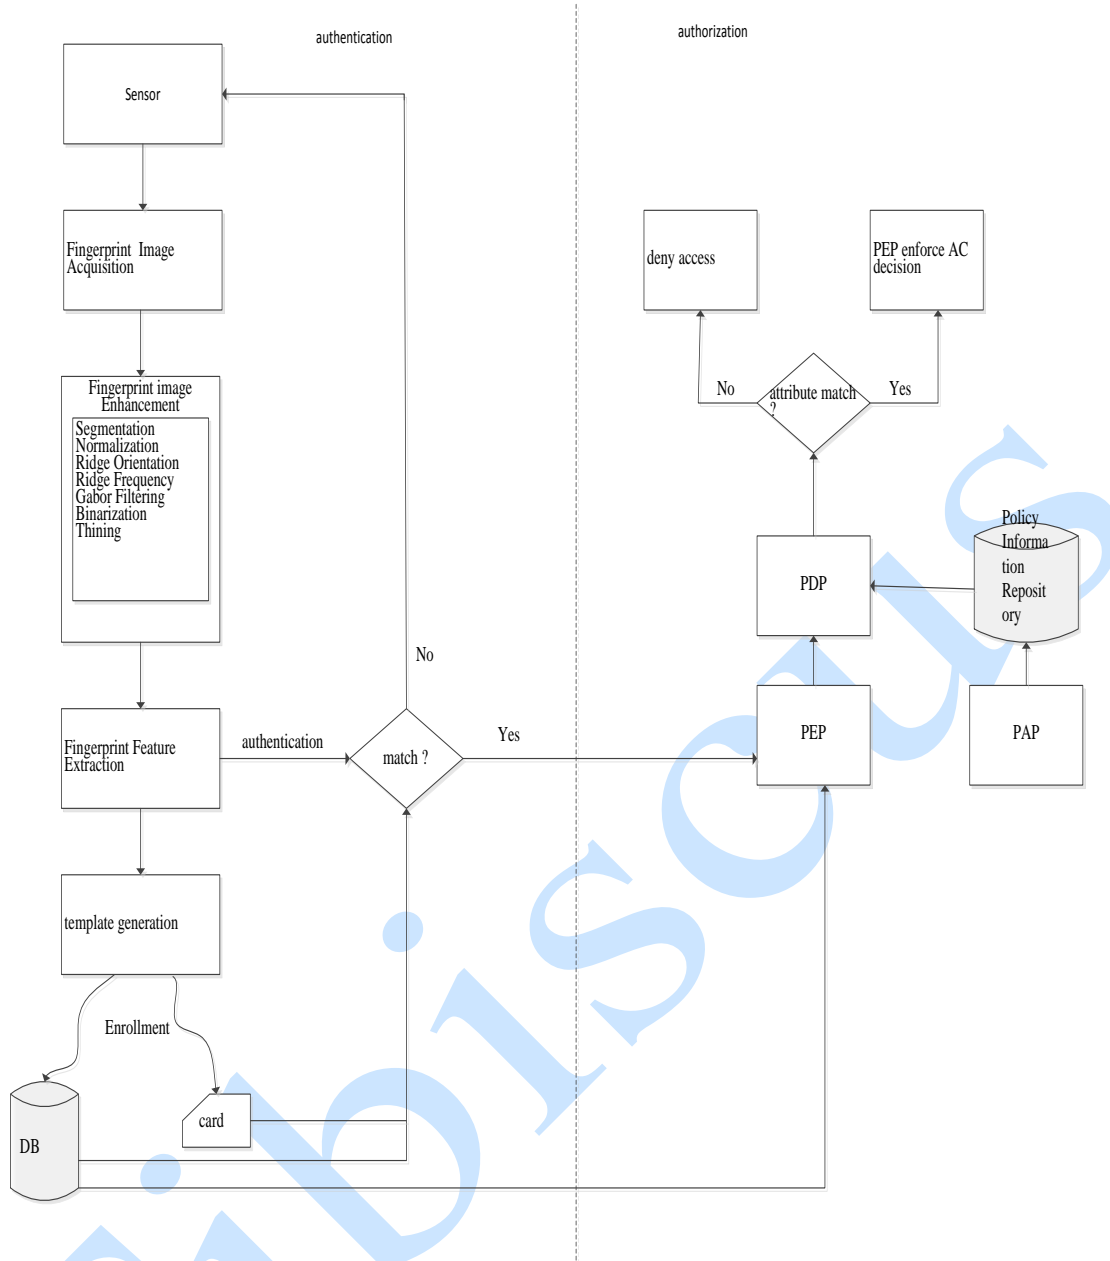 authentication
authorization
Sensor
Fingerprint Image
Acquisition
Fingerprint image
Enhancement
Segmentation
Normalization
Ridge Orientation
Ridge Frequency
Gabor Filtering
Binarization
Thining
No
Fingerprint Feature
Extraction
authentication
match ?
Yes
template generation
Enrollment
DB
card
deny access
PEP enforce AC
decision
No
attribute match
?
Yes
PDP
Policy
Informa
tion
Reposit
ory
PEP
PAP
ibiscus